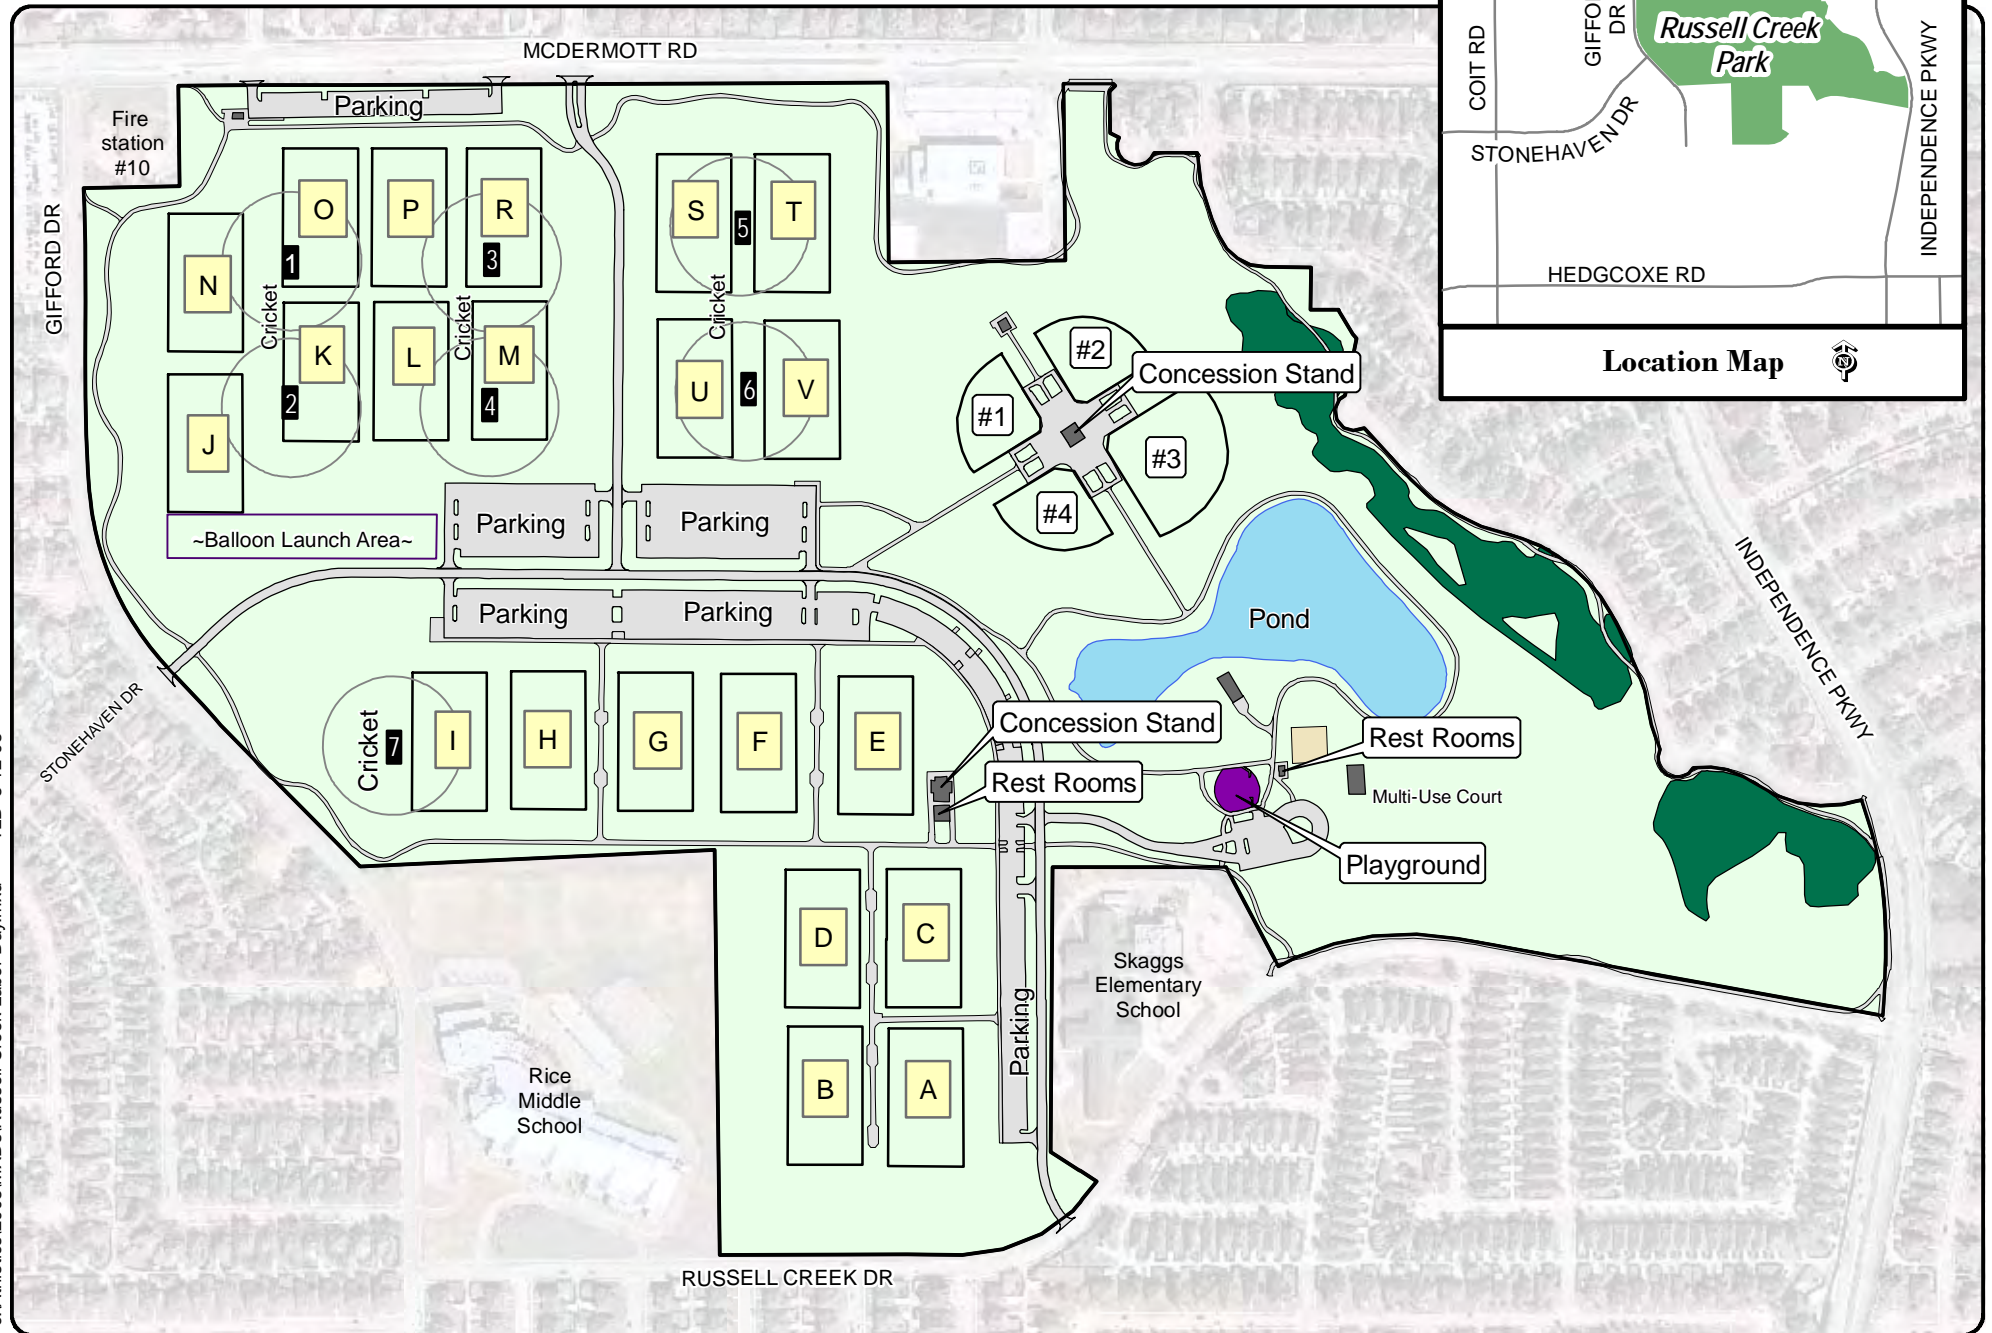 MCDERMOTT RD
Fire
station
#10
Parking
GIFFORD DR
N
O
P
R
S
T
1
3
5
Cricket
Cricket
Cricket
J
K
L
M
U
V
2
4
6
~Balloon Launch Area~
Parking
Parking
Parking
Parking
#1
#2
#3
#4
Concession Stand
Pond
STONEHAVEN DR
Cricket
7
I
H
G
F
E
Concession Stand
Rest Rooms
Rest Rooms
Multi-Use Court
Playground
INDEPENDENCE PKWY
D
C
B
A
Parking
Skaggs
Elementary
School
Rice
Middle
School
RUSSELL CREEK DR
COIT RD
DR
Russell Creek
Park
STONEHAVEN DR
INDEPENDENCE PKWY
HEDGCOXE RD
Location Map
N